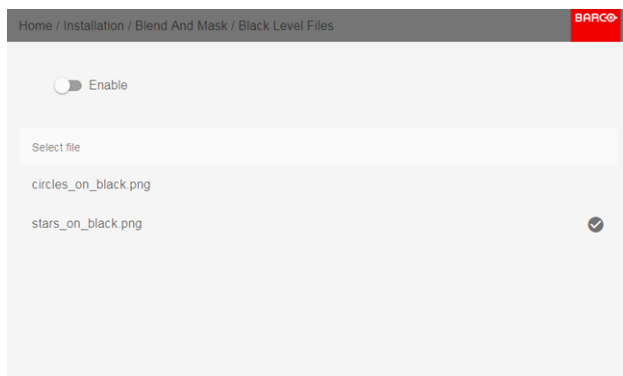 Home / Installation / Blend And Mask / Black Level Files
BARCO
Enable
Select file
circles_on_black.png
stars_on_black.png